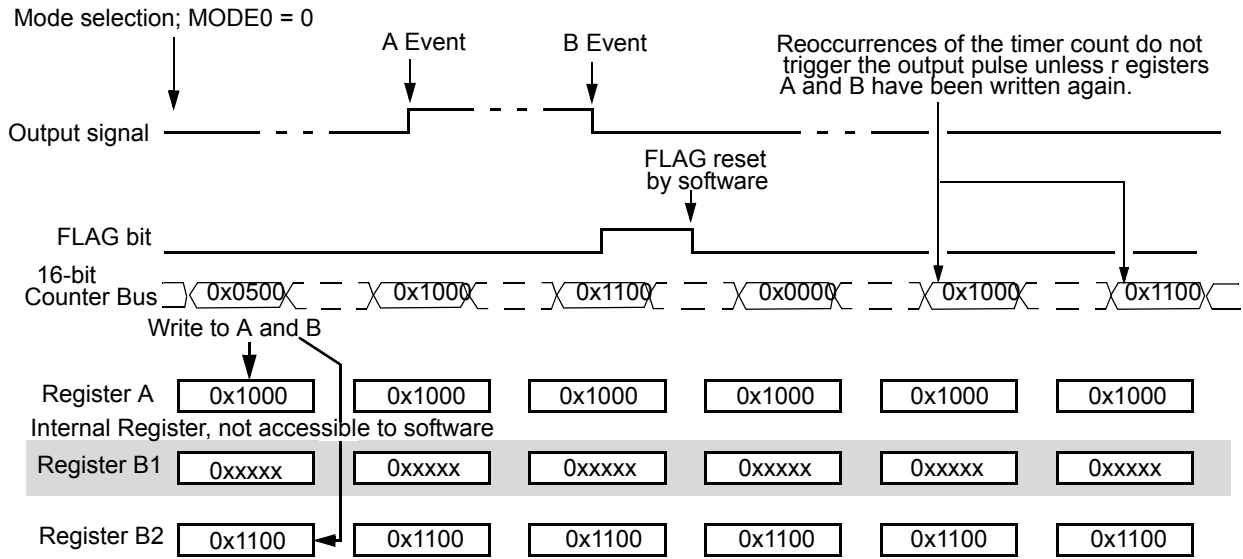 Mode selection; MODE0 = 0
A Event
B Event
Reoccurrences of the timer count do not
trigger the output pulse unless r egisters
A and B have been written again.
Output signal
FLAG reset
by software
FLAG bit
16-bit
Counter Bus
0x0500 0x1000 0x1100 0x0000 0x1000 0x1100
Write to A and B
Register A 0x1000 0x1000 0x1000 0x1000 0x1000 0x1000
Internal Register, not accessible to software
Register B1 0xxxxx 0xxxxx 0xxxxx 0xxxxx 0xxxxx 0xxxxx
Register B2 0x1100 0x1100 0x1100 0x1100 0x1100 0x1100